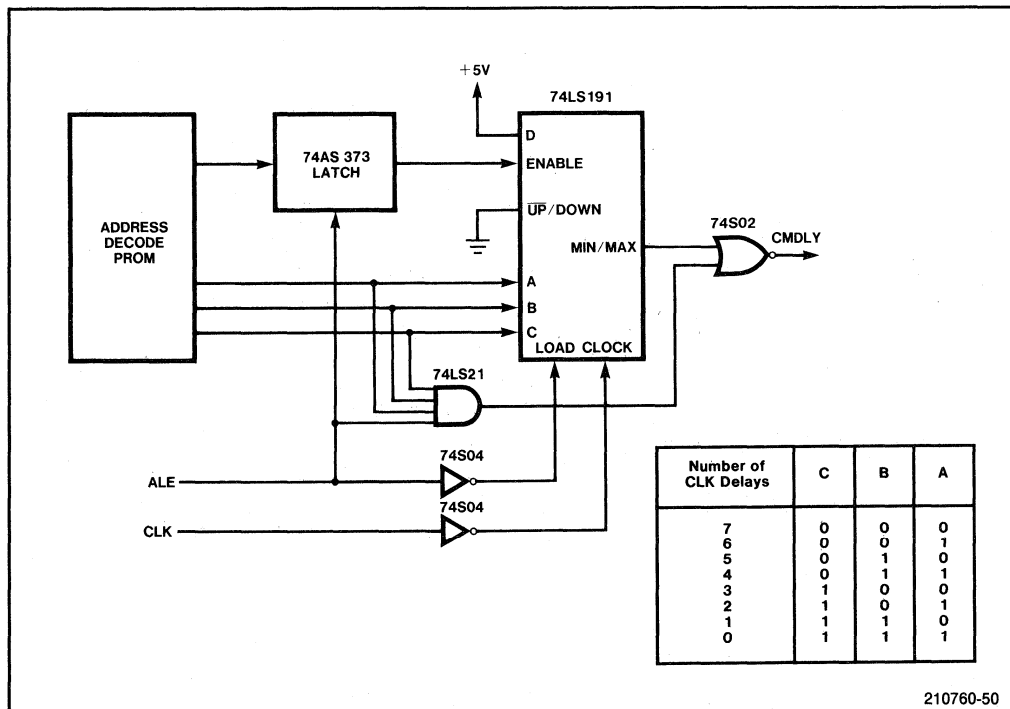 +5V
74LS191
D
74AS 373
LATCH
ENABLE
UP/DOWN
74S02
ADDRESS
DECODE
PROM
MIN/MAX
CMDLY
A
B
C
LOAD CLOCK
74LS21
74S04
ALE
74S04
CLK
Number of
CLK Delays C B A
7 0 0 0
6 0 0 1
5 0 1 0
4 0 1 1
3 1 0 0
2 1 0 1
1 1 1 0
0 1 1 1
210760-50